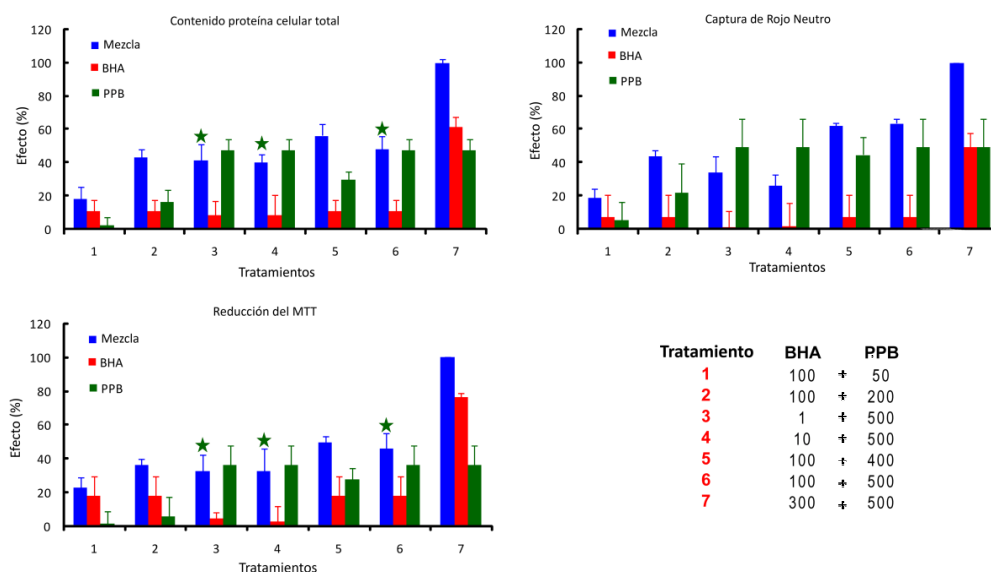 Contenido proteína celular total
Efecto (%)
120
100
80
60
40
20
0
Mezcla
BHA
PPB
1 2 3 4 5 6 7
Tratamientos
Captura de Rojo Neutro
Efecto (%)
120
100
80
60
40
20
0
Mezcla
BHA
PPB
1 2 3 4 5 6 7
Tratamientos
Reducción del MTT
Efecto (%)
120
100
80
60
40
20
0
Mezcla
BHA
PPB
1 2 3 4 5 6 7
Tratamientos
Tratamiento BHA PPB
1 100 + 50
2 100 + 200
3 1 + 500
4 10 + 500
5 100 + 400
6 100 + 500
7 300 + 500